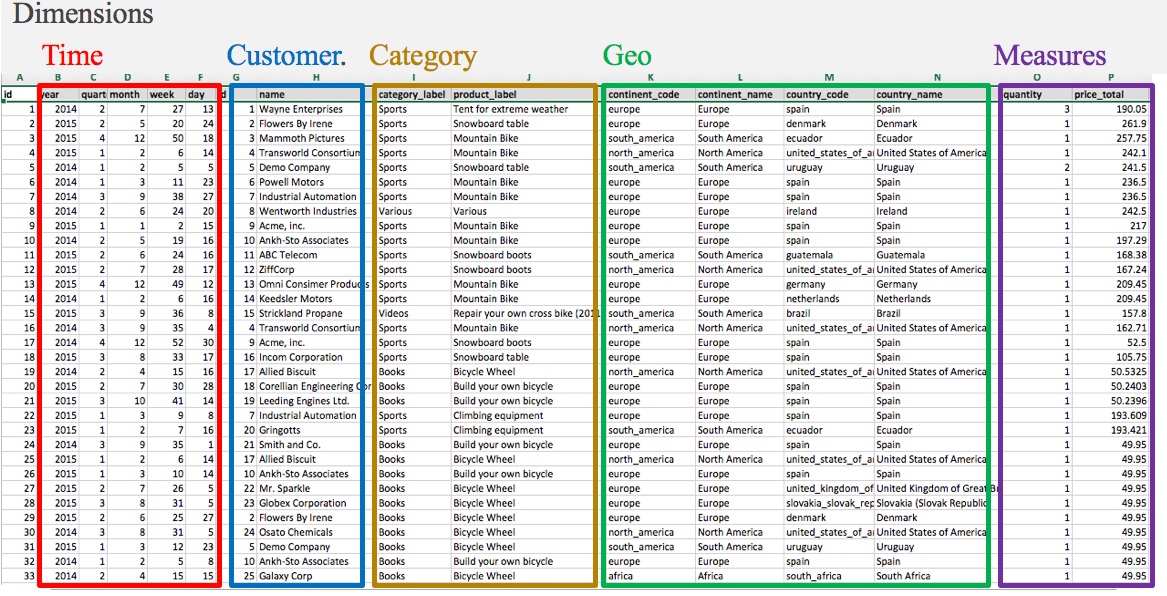 Dimensions
Time Customer. Category Geo Measures
A B C D E F G H I J K L M N O P
id year quart month week day d name category_label product_label continent_code continent_name country_code country_name quantity price_total
1 2014 2 7 27 13 1 Wayne Enterprises Sports Tent for extreme weather europe Europe spain Spain 3 190.05
2 2015 2 5 20 24 2 Flowers By Irene Sports Snowboard table europe Europe denmark Denmark 1 261.9
3 2015 4 12 50 18 3 Mammoth Pictures Sports Mountain Bike south_america South America ecuador Ecuador 1 257.75
4 2015 1 2 6 14 4 Transworld Consortium Sports Mountain Bike north_america North America united_states_of_a United States of America 1 242.1
5 2014 1 2 5 5 5 Demo Company Sports Snowboard table south_america South America uruguay Uruguay 2 241.5
6 2014 1 3 11 23 6 Powell Motors Sports Mountain Bike europe Europe spain Spain 1 236.5
7 2014 3 9 38 27 7 Industrial Automation Sports Mountain Bike europe Europe spain Spain 1 236.5
8 2014 2 6 24 20 8 Wentworth Industries Various Various europe Europe ireland Ireland 1 242.5
9 2015 1 1 2 15 9 Acme, inc. Sports Mountain Bike europe Europe spain Spain 1 217
10 2014 2 5 19 16 10 Ankh-Sto Associates Sports Mountain Bike europe Europe spain Spain 1 197.29
11 2015 2 6 24 16 11 ABC Telecom Sports Snowboard boots south_america South America guatemala Guatemala 1 168.38
12 2015 2 7 28 17 12 ZiffCorp Sports Snowboard boots north_america North America united_states_of_a United States of America 1 167.24
13 2015 4 12 49 12 13 Omni Consimer Products Sports Mountain Bike europe Europe germany Germany 1 209.45
14 2014 1 2 6 16 14 Keedsler Motors Sports Mountain Bike europe Europe netherlands Netherlands 1 209.45
15 2015 3 9 36 8 15 Strickland Propane Videos Repair your own cross bike (201 south_america South America brazil Brazil 1 157.8
16 2014 3 9 35 4 4 Transworld Consortium Sports Mountain Bike north_america North America united_states_of_a United States of America 1 162.71
17 2014 4 12 52 30 9 Acme, inc. Sports Snowboard boots europe Europe spain Spain 1 52.5
18 2015 3 8 33 17 16 Incom Corporation Sports Snowboard table europe Europe spain Spain 1 105.75
19 2014 2 4 15 16 17 Allied Biscuit Books Bicycle Wheel north_america North America united_states_of_a United States of America 1 50.5325
20 2015 2 7 30 28 18 Corellian Engineering Cor Books Build your own bicycle europe Europe spain Spain 1 50.2403
21 2015 3 10 41 14 19 Leeding Engines Ltd. Books Build your own bicycle europe Europe spain Spain 1 50.2396
22 2015 1 3 9 8 7 Industrial Automation Sports Climbing equipment europe Europe spain Spain 1 193.609
23 2015 1 2 7 16 20 Gringotts Sports Climbing equipment south_america South America ecuador Ecuador 1 193.421
24 2014 3 9 35 1 21 Smith and Co. Books Build your own bicycle europe Europe spain Spain 1 49.95
25 2015 1 2 6 14 17 Allied Biscuit Books Bicycle Wheel north_america North America united_states_of_a United States of America 1 49.95
26 2015 1 3 10 14 10 Ankh-Sto Associates Books Build your own bicycle europe Europe spain Spain 1 49.95
27 2015 2 7 26 5 22 Mr. Sparkle Books Bicycle Wheel europe Europe united_kingdom_of United Kingdom of Great Br 1 49.95
28 2015 3 8 31 5 23 Globex Corporation Books Bicycle Wheel europe Europe slovakia_slovak_rep Slovakia (Slovak Republic 1 49.95
29 2015 2 6 25 27 2 Flowers By Irene Books Bicycle Wheel europe Europe denmark Denmark 1 49.95
30 2014 3 8 31 5 24 Osato Chemicals Books Bicycle Wheel north_america North America united_states_of_a United States of America 1 49.95
31 2015 1 3 12 23 5 Demo Company Books Bicycle Wheel south_america South America uruguay Uruguay 1 49.95
32 2015 1 2 5 8 10 Ankh-Sto Associates Books Build your own bicycle europe Europe spain Spain 1 49.95
33 2014 2 4 15 15 25 Galaxy Corp Books Bicycle Wheel africa Africa south_africa South Africa 1 49.95